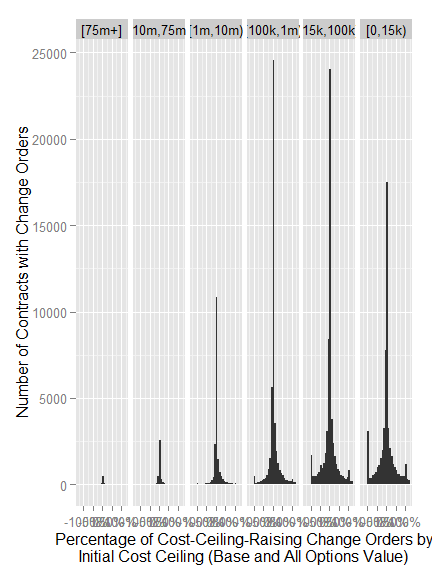 [75m+] 10m,75m [1m,10m) 100k,1m) 15k,100k [0,15k)
25000
20000
15000
10000
5000
0
Number of Contracts with Change Orders
Percentage of Cost-Ceiling-Raising Change Orders by
Initial Cost Ceiling (Base and All Options Value)